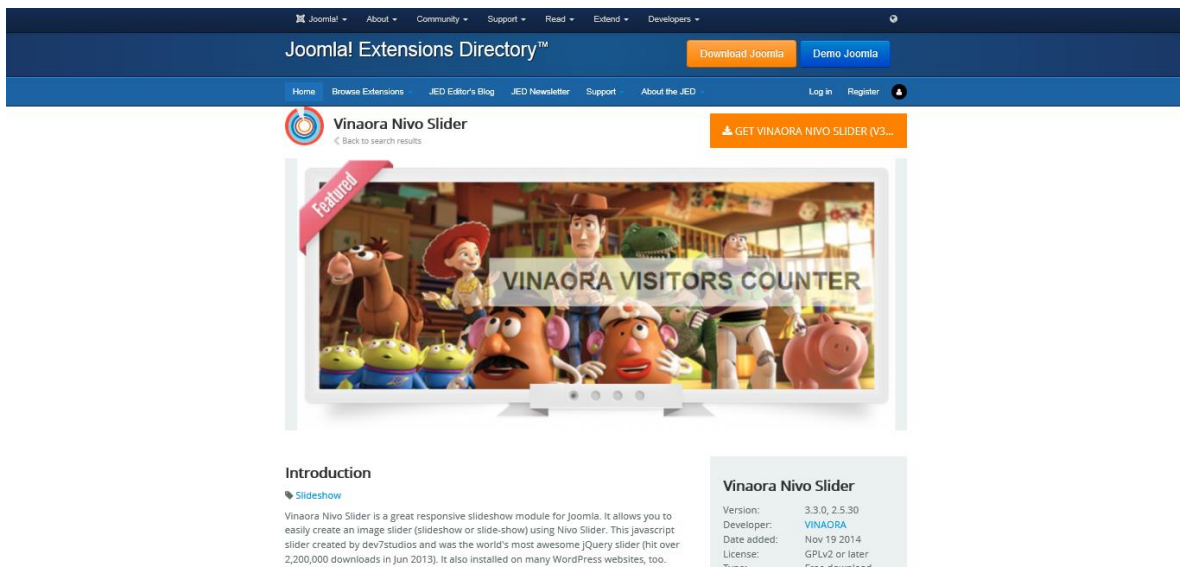 Joomla! About Community Support Read Extend Developers
Joomla! Extensions Directory™
Download Joomla Demo Joomla
Home Browse Extensions JED Editor's Blog JED Newsletter Support About the JED Log in Register
Vinaora Nivo Slider
Back to search results
GET VINAORA NIVO SLIDER (V3...
Featured
VINAORA VISITORS COUNTER
Introduction
Slideshow
Vinaora Nivo Slider is a great responsive slideshow module for Joomla. It allows you to
easily create an image slider (slideshow or slide-show) using Nivo Slider. This javascript
slider created by dev7studios and was the world's most awesome jQuery slider (hit over
2,200,000 downloads in Jun 2013). It also installed on many WordPress websites, too.
Vinaora Nivo Slider
Version: 3.3.0, 2.5.30
Developer: VINAORA
Date added: Nov 19 2014
License: GPLv2 or later
Type: Free download